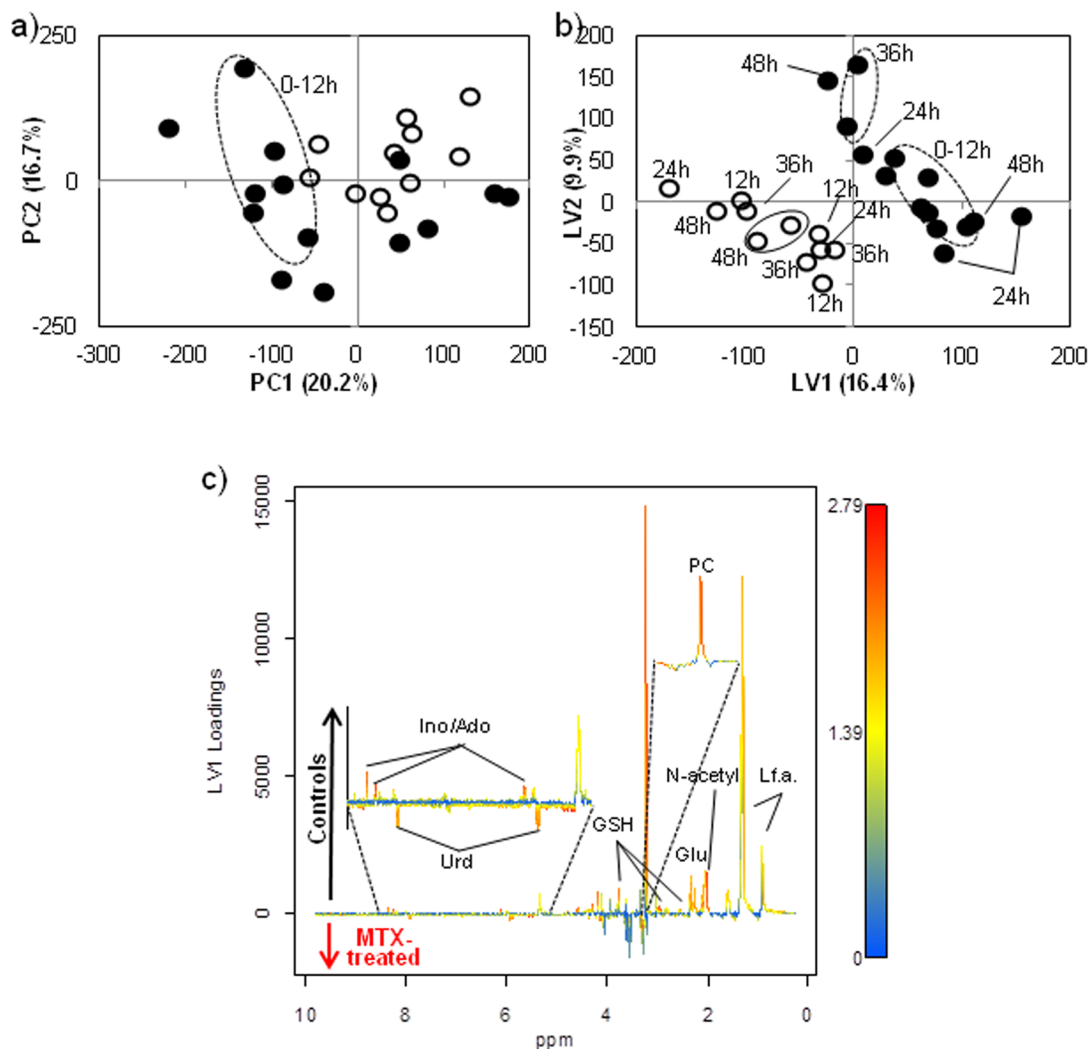 a)
250
0
-250
PC2 (16.7%)
0-12h
-300
-200
-100
0
100
200
PC1 (20.2%)
b)
200
150
100
50
0
-50
-100
-150
LV2 (9.9%)
48h
36h
24h
0-12h
48h
24h
12h
36h
12h
24h
48h
48h
36h
36h
12h
24h
-200
-100
0
100
200
LV1 (16.4%)
c)
15000
10000
5000
0
LV1 Loadings
Controls
MTX-
treated
Ino/Ado
Urd
PC
N-acetyl
Lf.a.
GSH
Glu
2.79
1.39
0
10
8
6
4
2
0
ppm